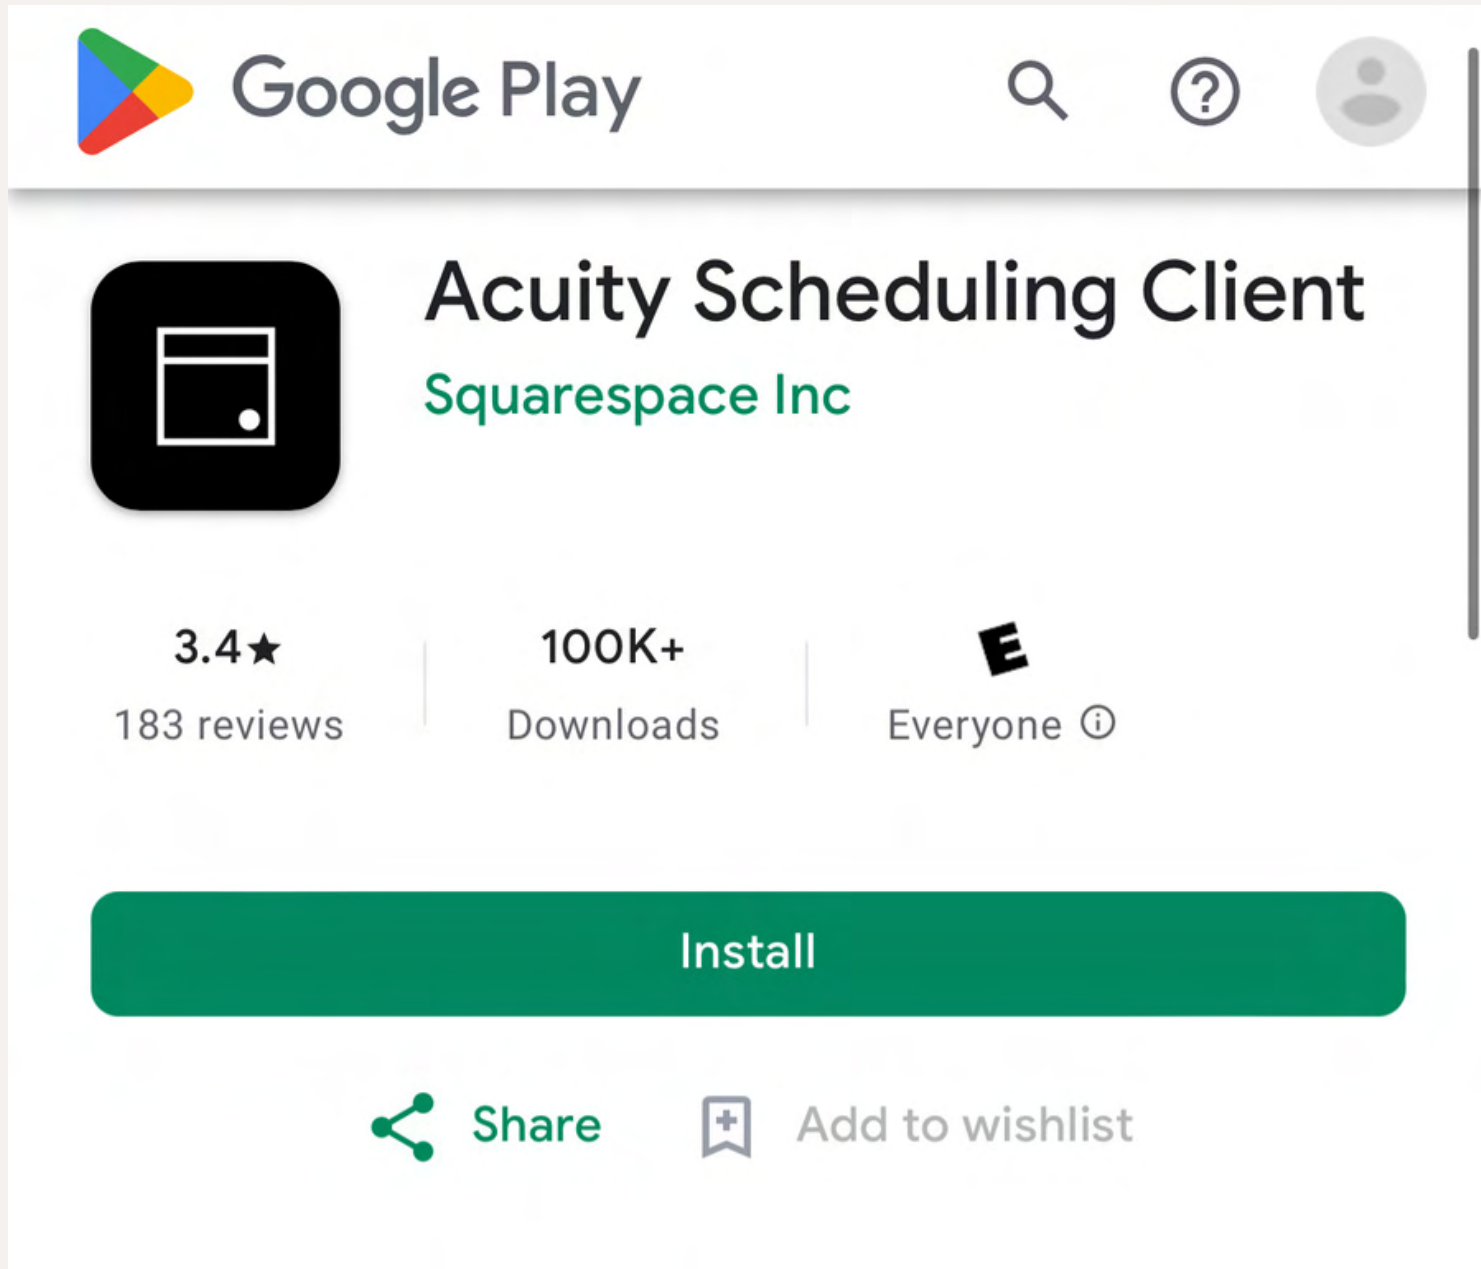 Google Play
Acuity Scheduling Client
Squarespace Inc
3.4★ 100K+ E
183 reviews Downloads Everyone
Install
Share Add to wishlist